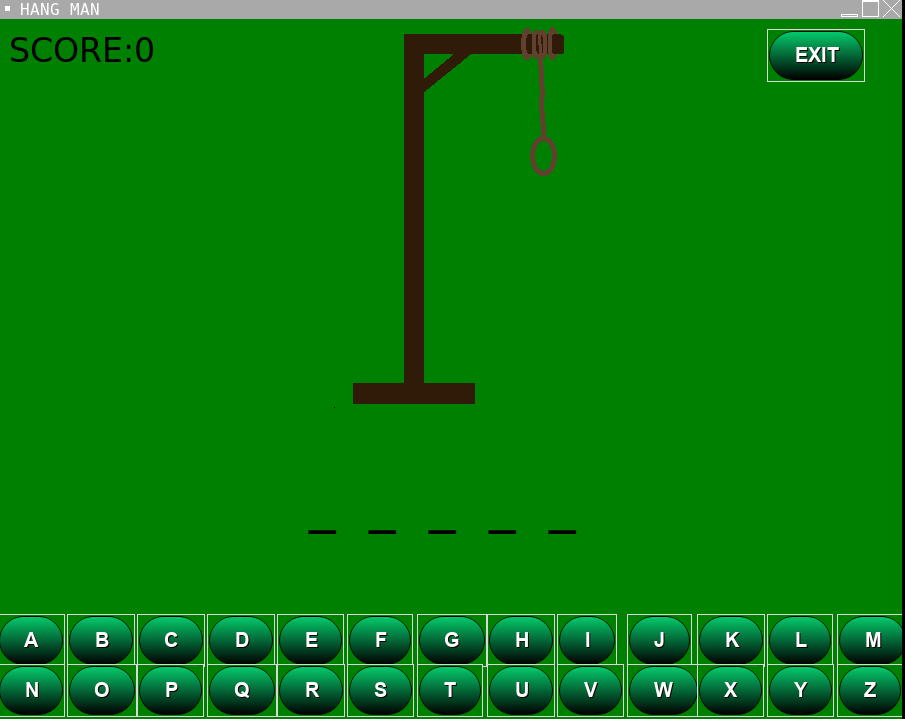 HANG MAN
SCORE:0
EXIT
_ _ _ _ _
A B C D E F G H I J K L M
N O P Q R S T U V W X Y Z